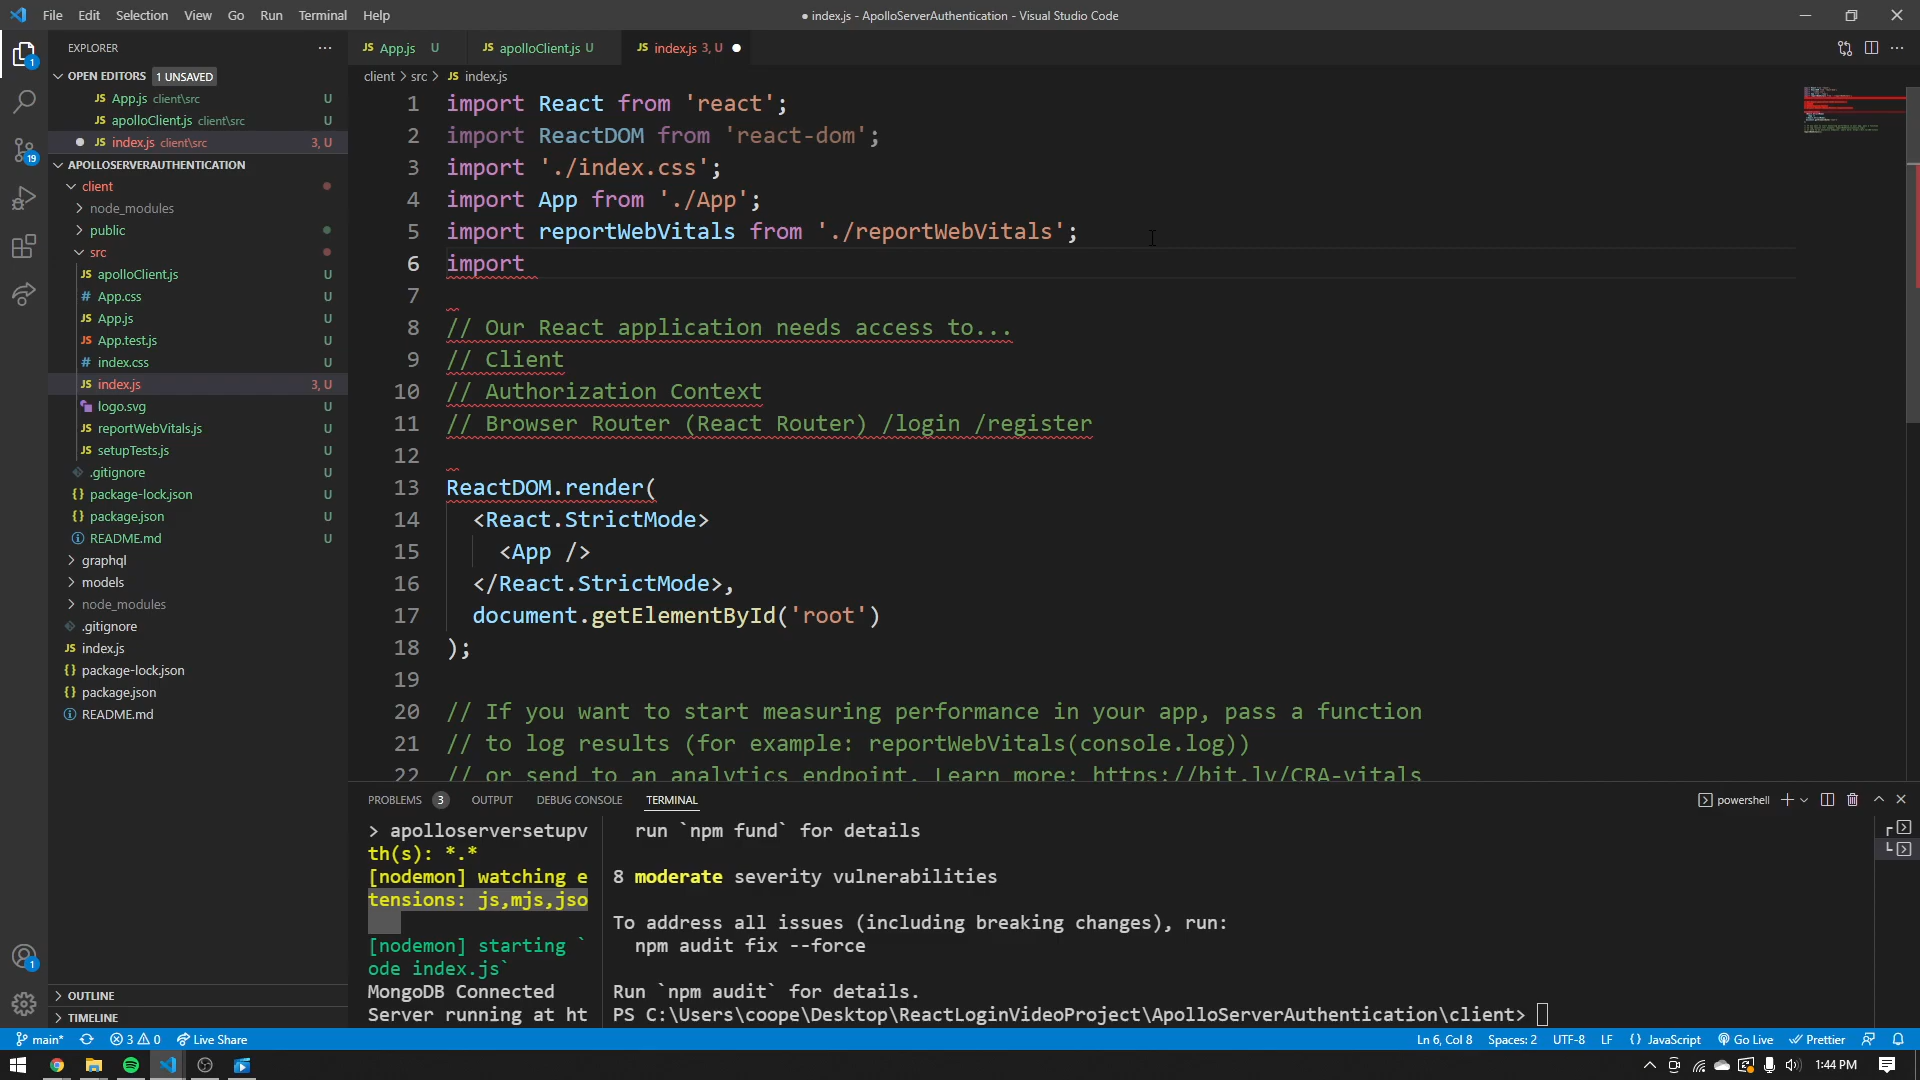 File Edit Selection View Go Run Terminal Help
● index.js - ApolloServerAuthentication - Visual Studio Code
EXPLORER
OPEN EDITORS 1 UNSAVED
App.js client\src U
apolloClient.js client\src U
index.js client\src 3, U
APOLLOSERVERAUTHENTICATION
client
node_modules
public
src
apolloClient.js U
App.css U
App.js U
App.test.js U
index.css U
index.js 3, U
logo.svg U
reportWebVitals.js U
setupTests.js U
.gitignore U
package-lock.json U
package.json U
README.md U
graphql
models
node_modules
.gitignore
index.js
package-lock.json
package.json
README.md
OUTLINE
TIMELINE
1
19
1
JS App.js U
JS apolloClient.js U
JS index.js 3, U
client > src > JS index.js
1 import React from 'react';
2 import ReactDOM from 'react-dom';
3 import './index.css';
4 import App from './App';
5 import reportWebVitals from './reportWebVitals';
6 import
7
8 // Our React application needs access to...
9 // Client
10 // Authorization Context
11 // Browser Router (React Router) /login /register
12
13 ReactDOM.render(
14 <React.StrictMode>
15 <App />
16 </React.StrictMode>,
17 document.getElementById('root')
18 );
19
20 // If you want to start measuring performance in your app, pass a function
21 // to log results (for example: reportWebVitals(console.log))
22 // or send to an analytics endpoint. Learn more: https://bit.ly/CRA-vitals
PROBLEMS 3 OUTPUT DEBUG CONSOLE TERMINAL
powershell
> apolloserversetupv
th(s): *.*
[nodemon] watching e
tensions: js,mjs,jso
[nodemon] starting `
ode index.js`
MongoDB Connected
Server running at ht
run `npm fund` for details
8 moderate severity vulnerabilities
To address all issues (including breaking changes), run:
npm audit fix --force
Run `npm audit` for details.
PS C:\Users\coope\Desktop\ReactLoginVideoProject\ApolloServerAuthentication\client>
main* 3 0 Live Share
Ln 6, Col 8 Spaces: 2 UTF-8 LF {} JavaScript Go Live Prettier
1:44 PM